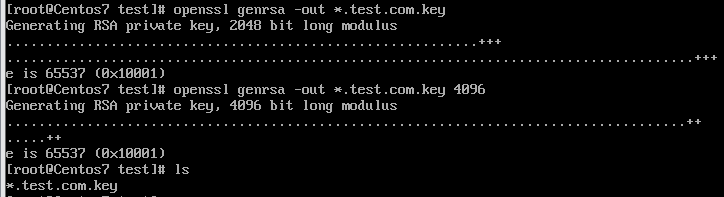 [root@Centos7 test]# openssl genrsa -out *.test.com.key
Generating RSA private key, 2048 bit long modulus
...........................................................+++
......................................................................................+++
e is 65537 (0x10001)
[root@Centos7 test]# openssl genrsa -out *.test.com.key 4096
Generating RSA private key, 4096 bit long modulus
.....................................................................................++
.....++
e is 65537 (0x10001)
[root@Centos7 test]# ls
*.test.com.key